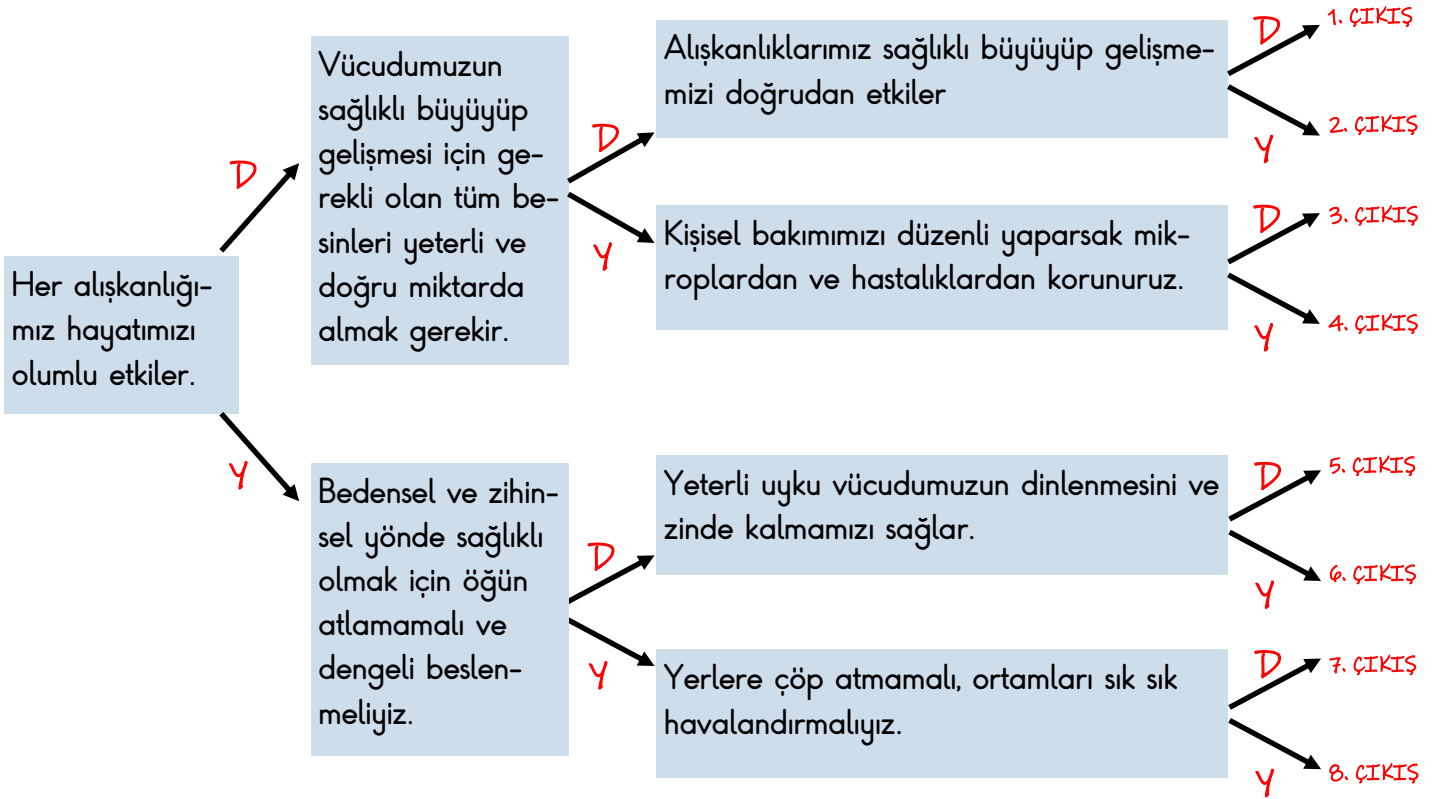 Her alışkanlığı-
mız hayatımızı
olumlu etkiler.
D
Y
Vücudumuzun
sağlıklı büyüyüp
gelişmesi için ge-
rekli olan tüm be-
sinleri yeterli ve
doğru miktarda
almak gerekir.
D
Y
Alışkanlıklarımız sağlıklı büyüyüp gelişme-
mizi doğrudan etkiler
D
1. ÇIKIŞ
Y
2. ÇIKIŞ
Kişisel bakımımızı düzenli yaparsak mik-
roplardan ve hastalıklardan korunuruz.
D
3. ÇIKIŞ
Y
4. ÇIKIŞ
Bedensel ve zihin-
sel yönde sağlıklı
olmak için öğün
atlamamalı ve
dengeli beslen-
meliyiz.
D
Y
Yeterli uyku vücudumuzun dinlenmesini ve
zinde kalmamızı sağlar.
D
5. ÇIKIŞ
Y
6. ÇIKIŞ
Yerlere çöp atmamalı, ortamları sık sık
havalandırmalıyız.
D
7. ÇIKIŞ
Y
8. ÇIKIŞ